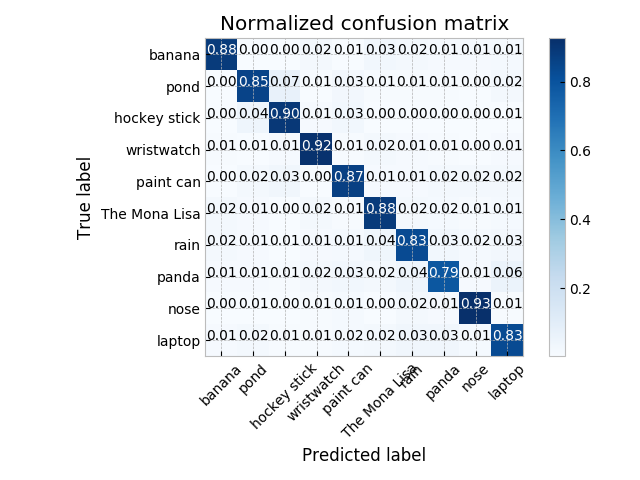 Normalized confusion matrix
True label
banana 0.88 0.00 0.00 0.02 0.01 0.03 0.02 0.01 0.01 0.01
pond 0.00 0.85 0.07 0.01 0.03 0.01 0.01 0.01 0.00 0.02
hockey stick 0.00 0.04 0.90 0.01 0.03 0.00 0.00 0.00 0.00 0.01
wristwatch 0.01 0.01 0.01 0.92 0.01 0.02 0.01 0.01 0.00 0.01
paint can 0.00 0.02 0.03 0.00 0.87 0.01 0.01 0.02 0.02 0.02
The Mona Lisa 0.02 0.01 0.00 0.02 0.01 0.88 0.02 0.02 0.01 0.01
rain 0.02 0.01 0.01 0.01 0.01 0.04 0.83 0.03 0.02 0.03
panda 0.01 0.01 0.01 0.02 0.03 0.02 0.04 0.79 0.01 0.06
nose 0.00 0.01 0.00 0.01 0.01 0.00 0.02 0.01 0.93 0.01
laptop 0.01 0.02 0.01 0.01 0.02 0.02 0.03 0.03 0.01 0.83
banana pond hockey stick wristwatch paint can The Mona Lisa rain panda nose laptop
Predicted label
0.8
0.6
0.4
0.2